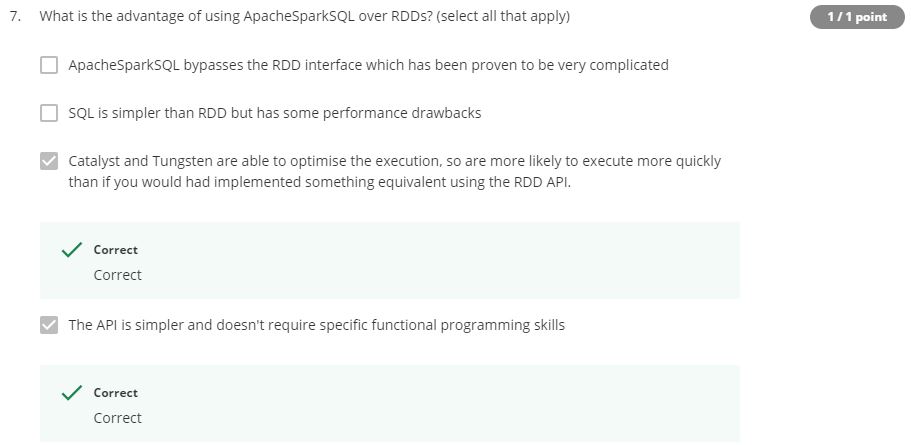 7. What is the advantage of using ApacheSparkSQL over RDDs? (select all that apply)
1 / 1 point
ApacheSparkSQL bypasses the RDD interface which has been proven to be very complicated
SQL is simpler than RDD but has some performance drawbacks
Catalyst and Tungsten are able to optimise the execution, so are more likely to execute more quickly
than if you would had implemented something equivalent using the RDD API.
Correct
Correct
The API is simpler and doesn't require specific functional programming skills
Correct
Correct